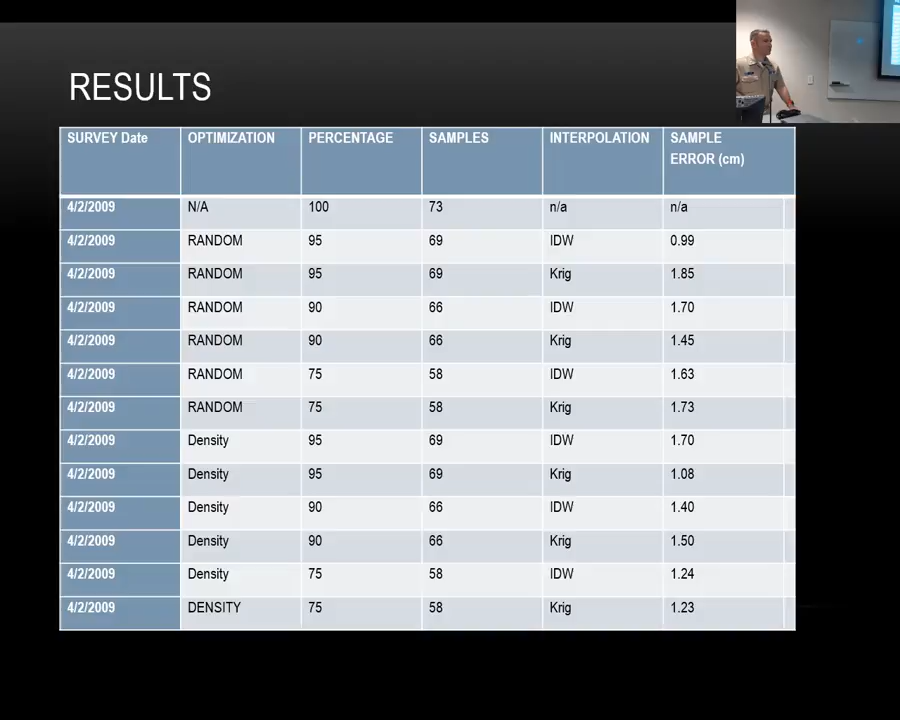 RESULTS
SURVEY Date OPTIMIZATION PERCENTAGE SAMPLES INTERPOLATION SAMPLE ERROR (cm)
4/2/2009 N/A 100 73 n/a n/a
4/2/2009 RANDOM 95 69 IDW 0.99
4/2/2009 RANDOM 95 69 Krig 1.85
4/2/2009 RANDOM 90 66 IDW 1.70
4/2/2009 RANDOM 90 66 Krig 1.45
4/2/2009 RANDOM 75 58 IDW 1.63
4/2/2009 RANDOM 75 58 Krig 1.73
4/2/2009 Density 95 69 IDW 1.70
4/2/2009 Density 95 69 Krig 1.08
4/2/2009 Density 90 66 IDW 1.40
4/2/2009 Density 90 66 Krig 1.50
4/2/2009 Density 75 58 IDW 1.24
4/2/2009 DENSITY 75 58 Krig 1.23